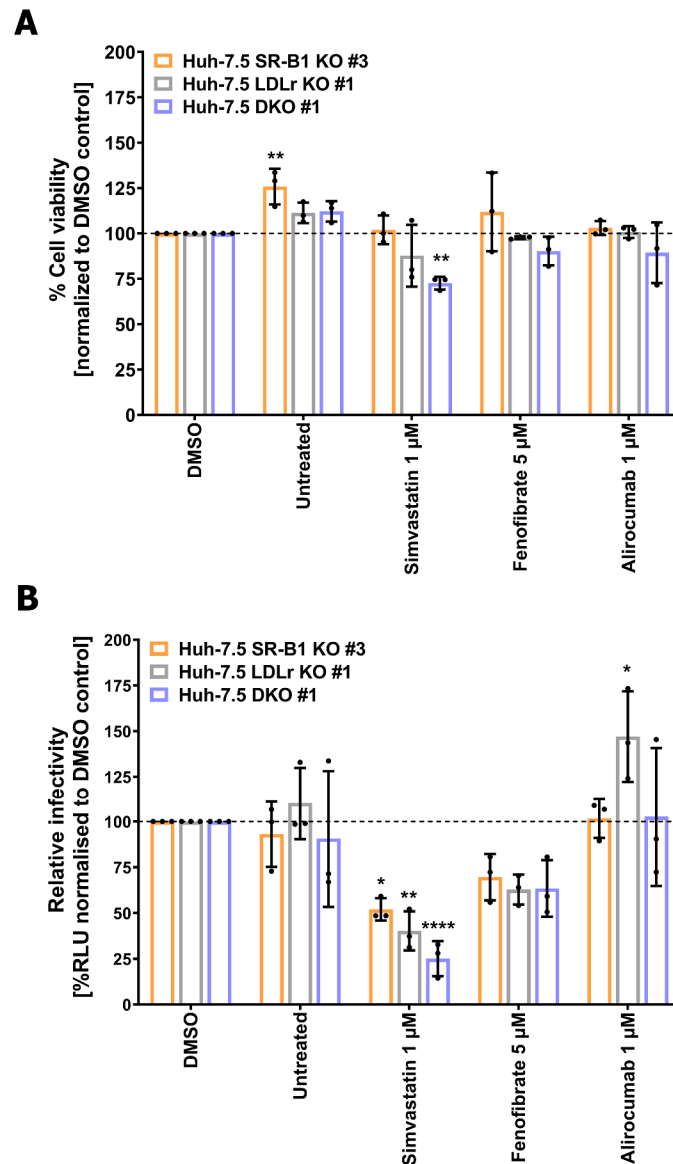 A
200
175
150
125
100
75
50
25
0
% Cell viability
[normalized to DMSO control]
Huh-7.5 SR-B1 KO #3
Huh-7.5 LDLr KO #1
Huh-7.5 DKO #1
**
**
DMSO
Untreated
Simvastatin 1 μM
Fenofibrate 5 μM
Alirocumab 1 μM
B
200
175
150
125
100
75
50
25
0
Relative infectivity
[%RLU normalised to DMSO control]
Huh-7.5 SR-B1 KO #3
Huh-7.5 LDLr KO #1
Huh-7.5 DKO #1
*
**
****
*
DMSO
Untreated
Simvastatin 1 μM
Fenofibrate 5 μM
Alirocumab 1 μM